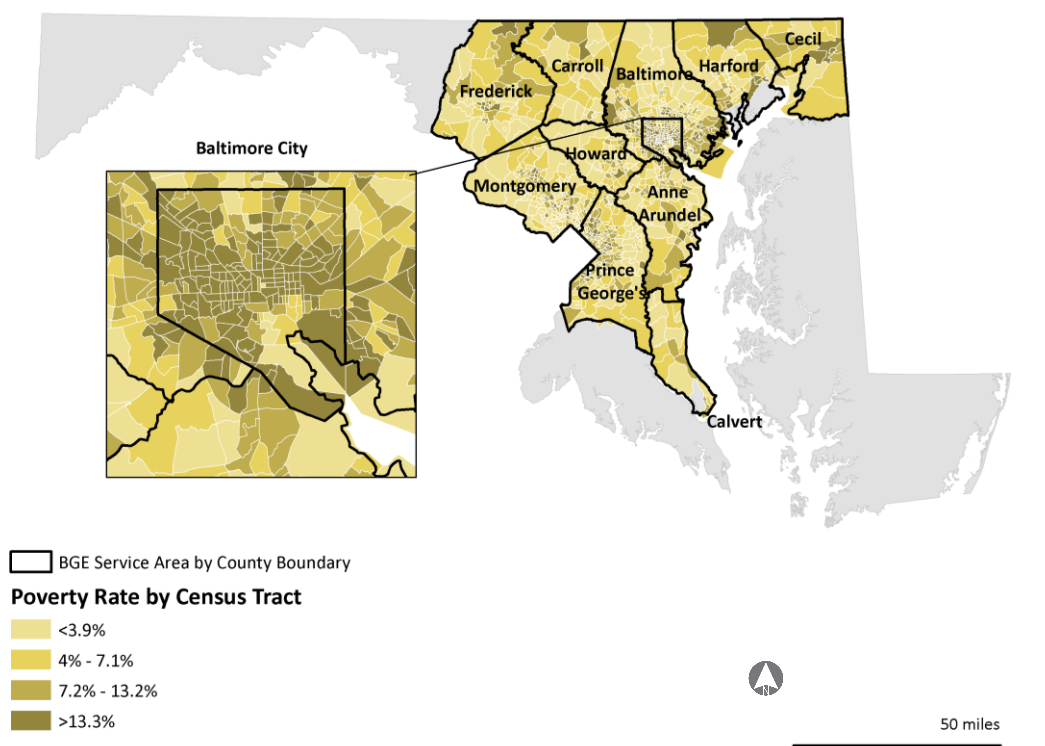 Cecil
Carroll
Harford
Baltimore
Frederick
Baltimore City
Howard
Montgomery
Anne
Arundel
Prince
George's
Calvert
BGE Service Area by County Boundary
Poverty Rate by Census Tract
<3.9%
4% - 7.1%
7.2% - 13.2%
>13.3%
N
50 miles